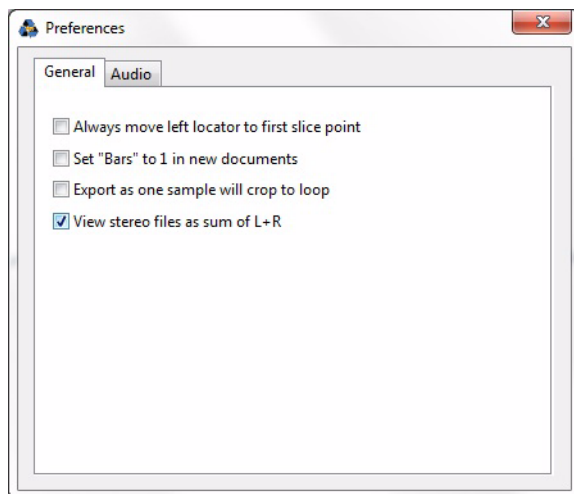 Preferences
General Audio
Always move left locator to first slice point
Set "Bars" to 1 in new documents
Export as one sample will crop to loop
View stereo files as sum of L+R